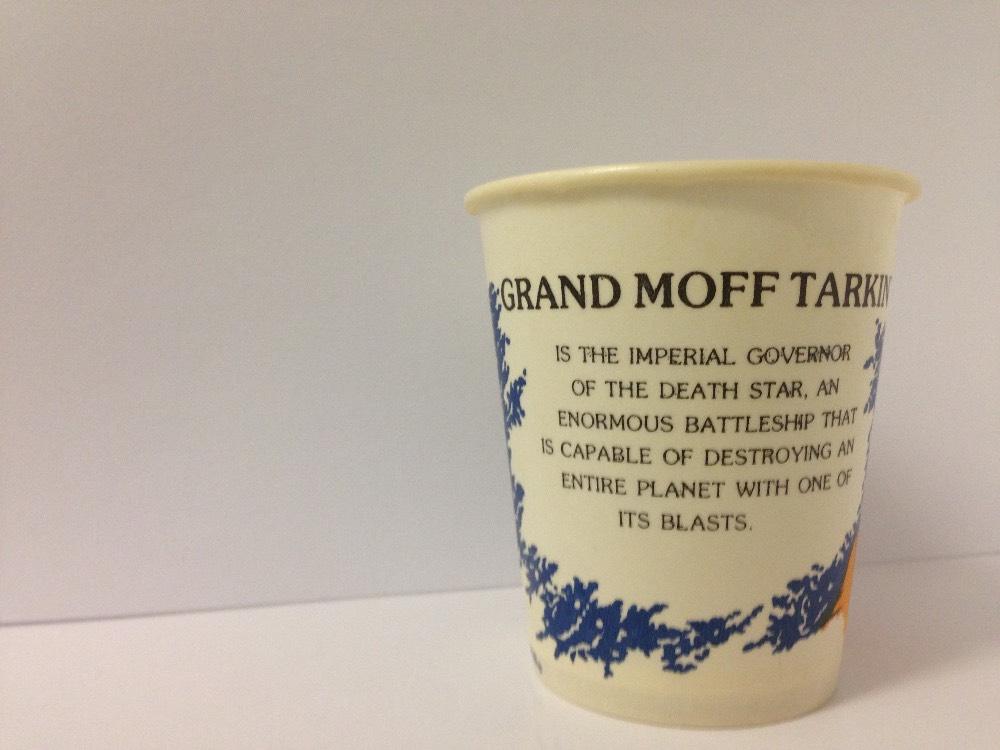 GRAND MOFF TARKIN
IS THE IMPERIAL GOVERNOR
OF THE DEATH STAR, AN
ENORMOUS BATTLESHIP THAT
IS CAPABLE OF DESTROYING AN
ENTIRE PLANET WITH ONE OF
ITS BLASTS.